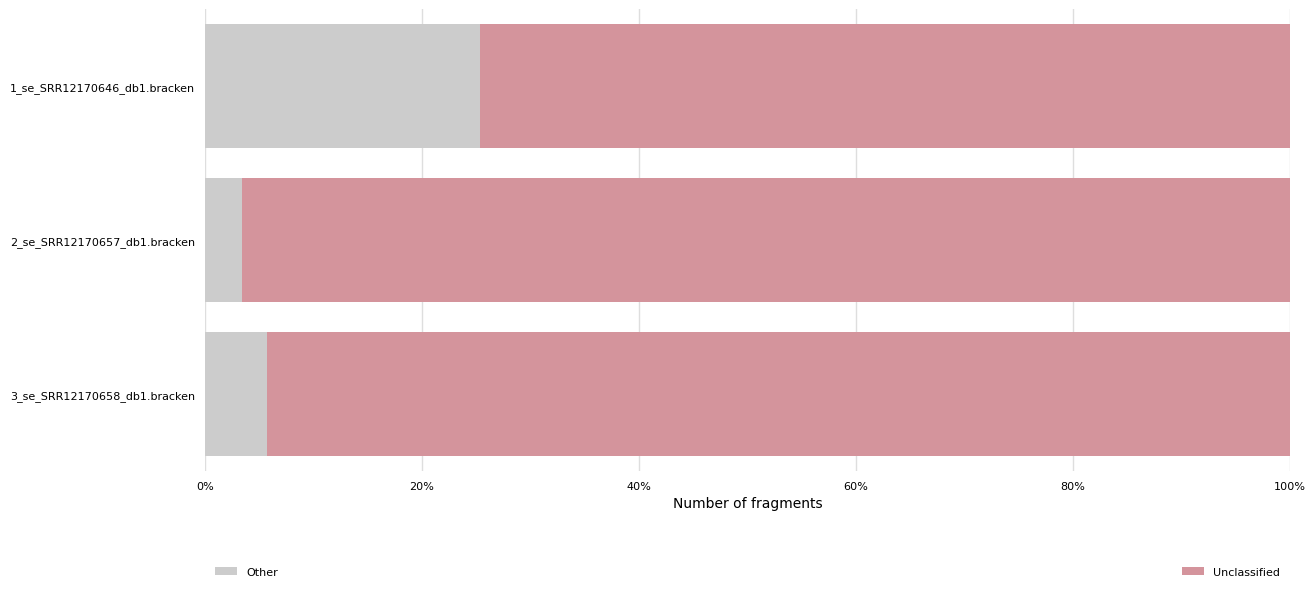 1_se_SRR12170646_db1.bracken
2_se_SRR12170657_db1.bracken
3_se_SRR12170658_db1.bracken
0% 20% 40% 60% 80% 100%
Number of fragments
Other Unclassified